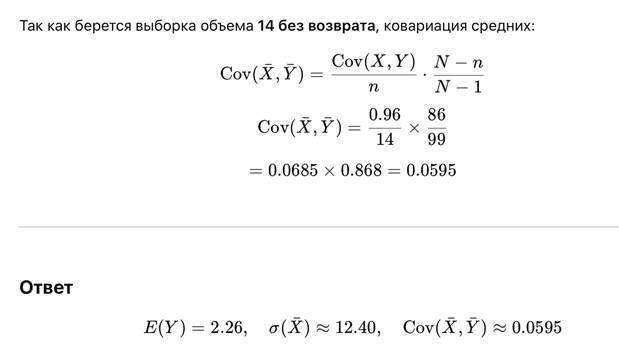 Так как берется выборка объема 14 без возврата, ковариация средних:
Cov(X̄, Ȳ) = Cov(X, Y) / n · (N − n) / (N − 1)
Cov(X̄, Ȳ) = 0.96 / 14 × 86 / 99
= 0.0685 × 0.868 = 0.0595
Ответ
E(Y) = 2.26, σ(X̄) ≈ 12.40, Cov(X̄, Ȳ) ≈ 0.0595